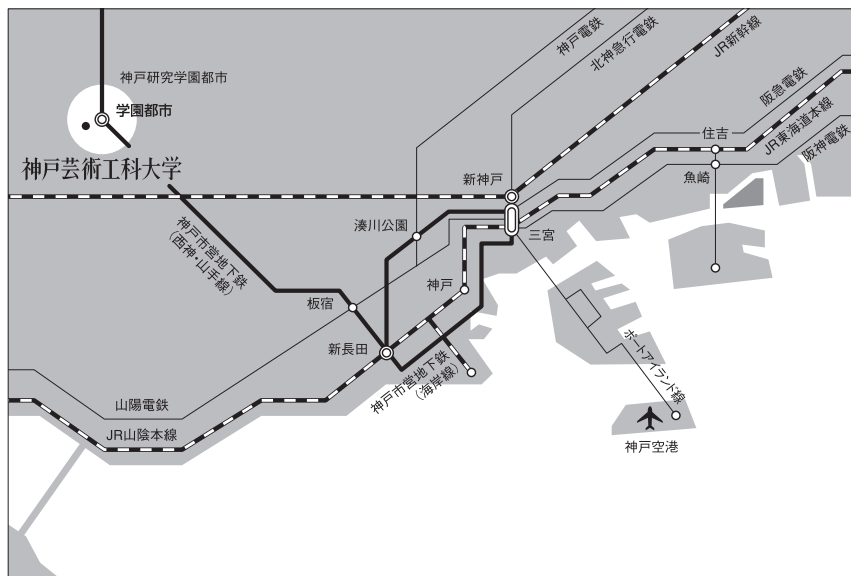 神戸電鉄
北神急行電鉄
JR新幹線
神戸研究学園都市
学園都市
神戸芸術工科大学
阪急電鉄
住吉
JR東海道本線
阪神電鉄
魚崎
新神戸
湊川公園
三宮
神戸市営地下鉄
(西神・山手線)
神戸
板宿
新長田
ポートアイランド線
神戸市営地下鉄
(海岸線)
山陽電鉄
JR山陰本線
神戸空港